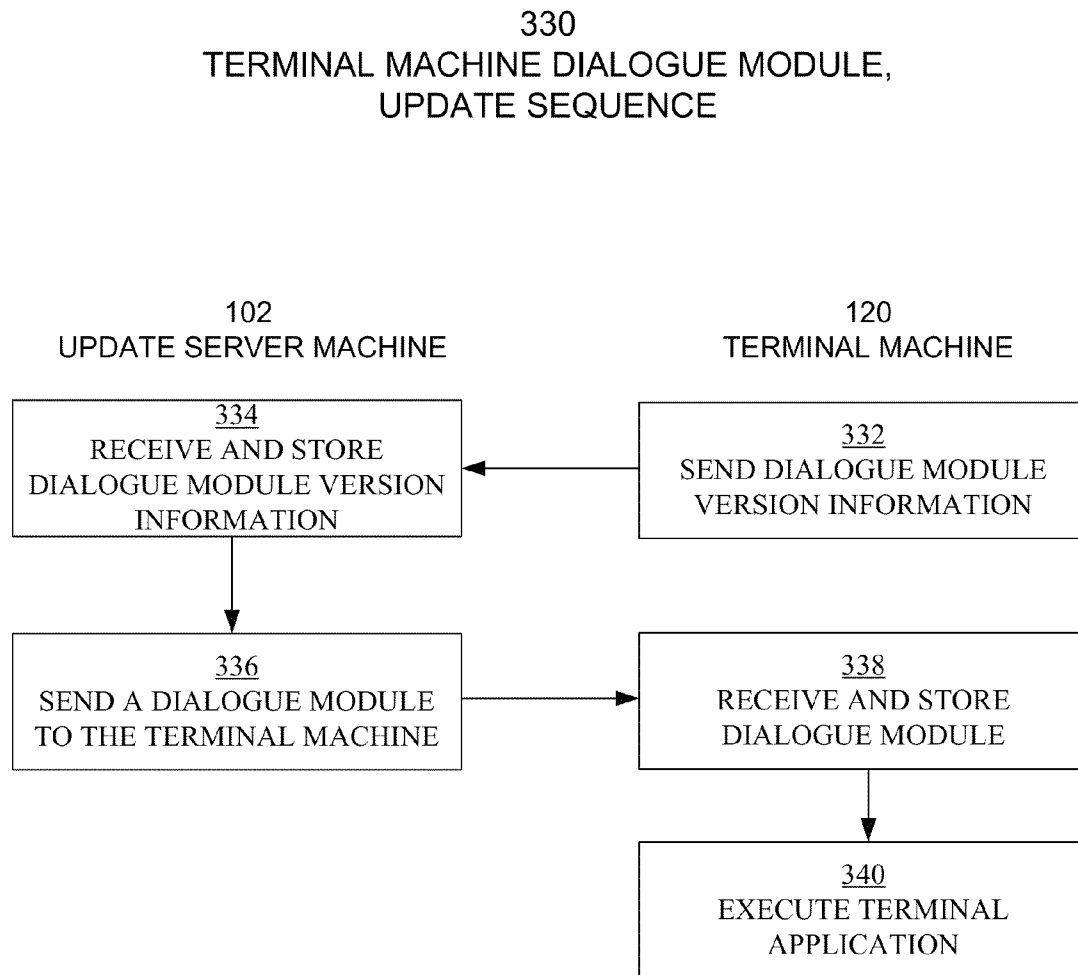 330
TERMINAL MACHINE DIALOGUE MODULE,
UPDATE SEQUENCE
102
UPDATE SERVER MACHINE
120
TERMINAL MACHINE
334
RECEIVE AND STORE
DIALOGUE MODULE VERSION
INFORMATION
332
SEND DIALOGUE MODULE
VERSION INFORMATION
336
SEND A DIALOGUE MODULE
TO THE TERMINAL MACHINE
338
RECEIVE AND STORE
DIALOGUE MODULE
340
EXECUTE TERMINAL
APPLICATION